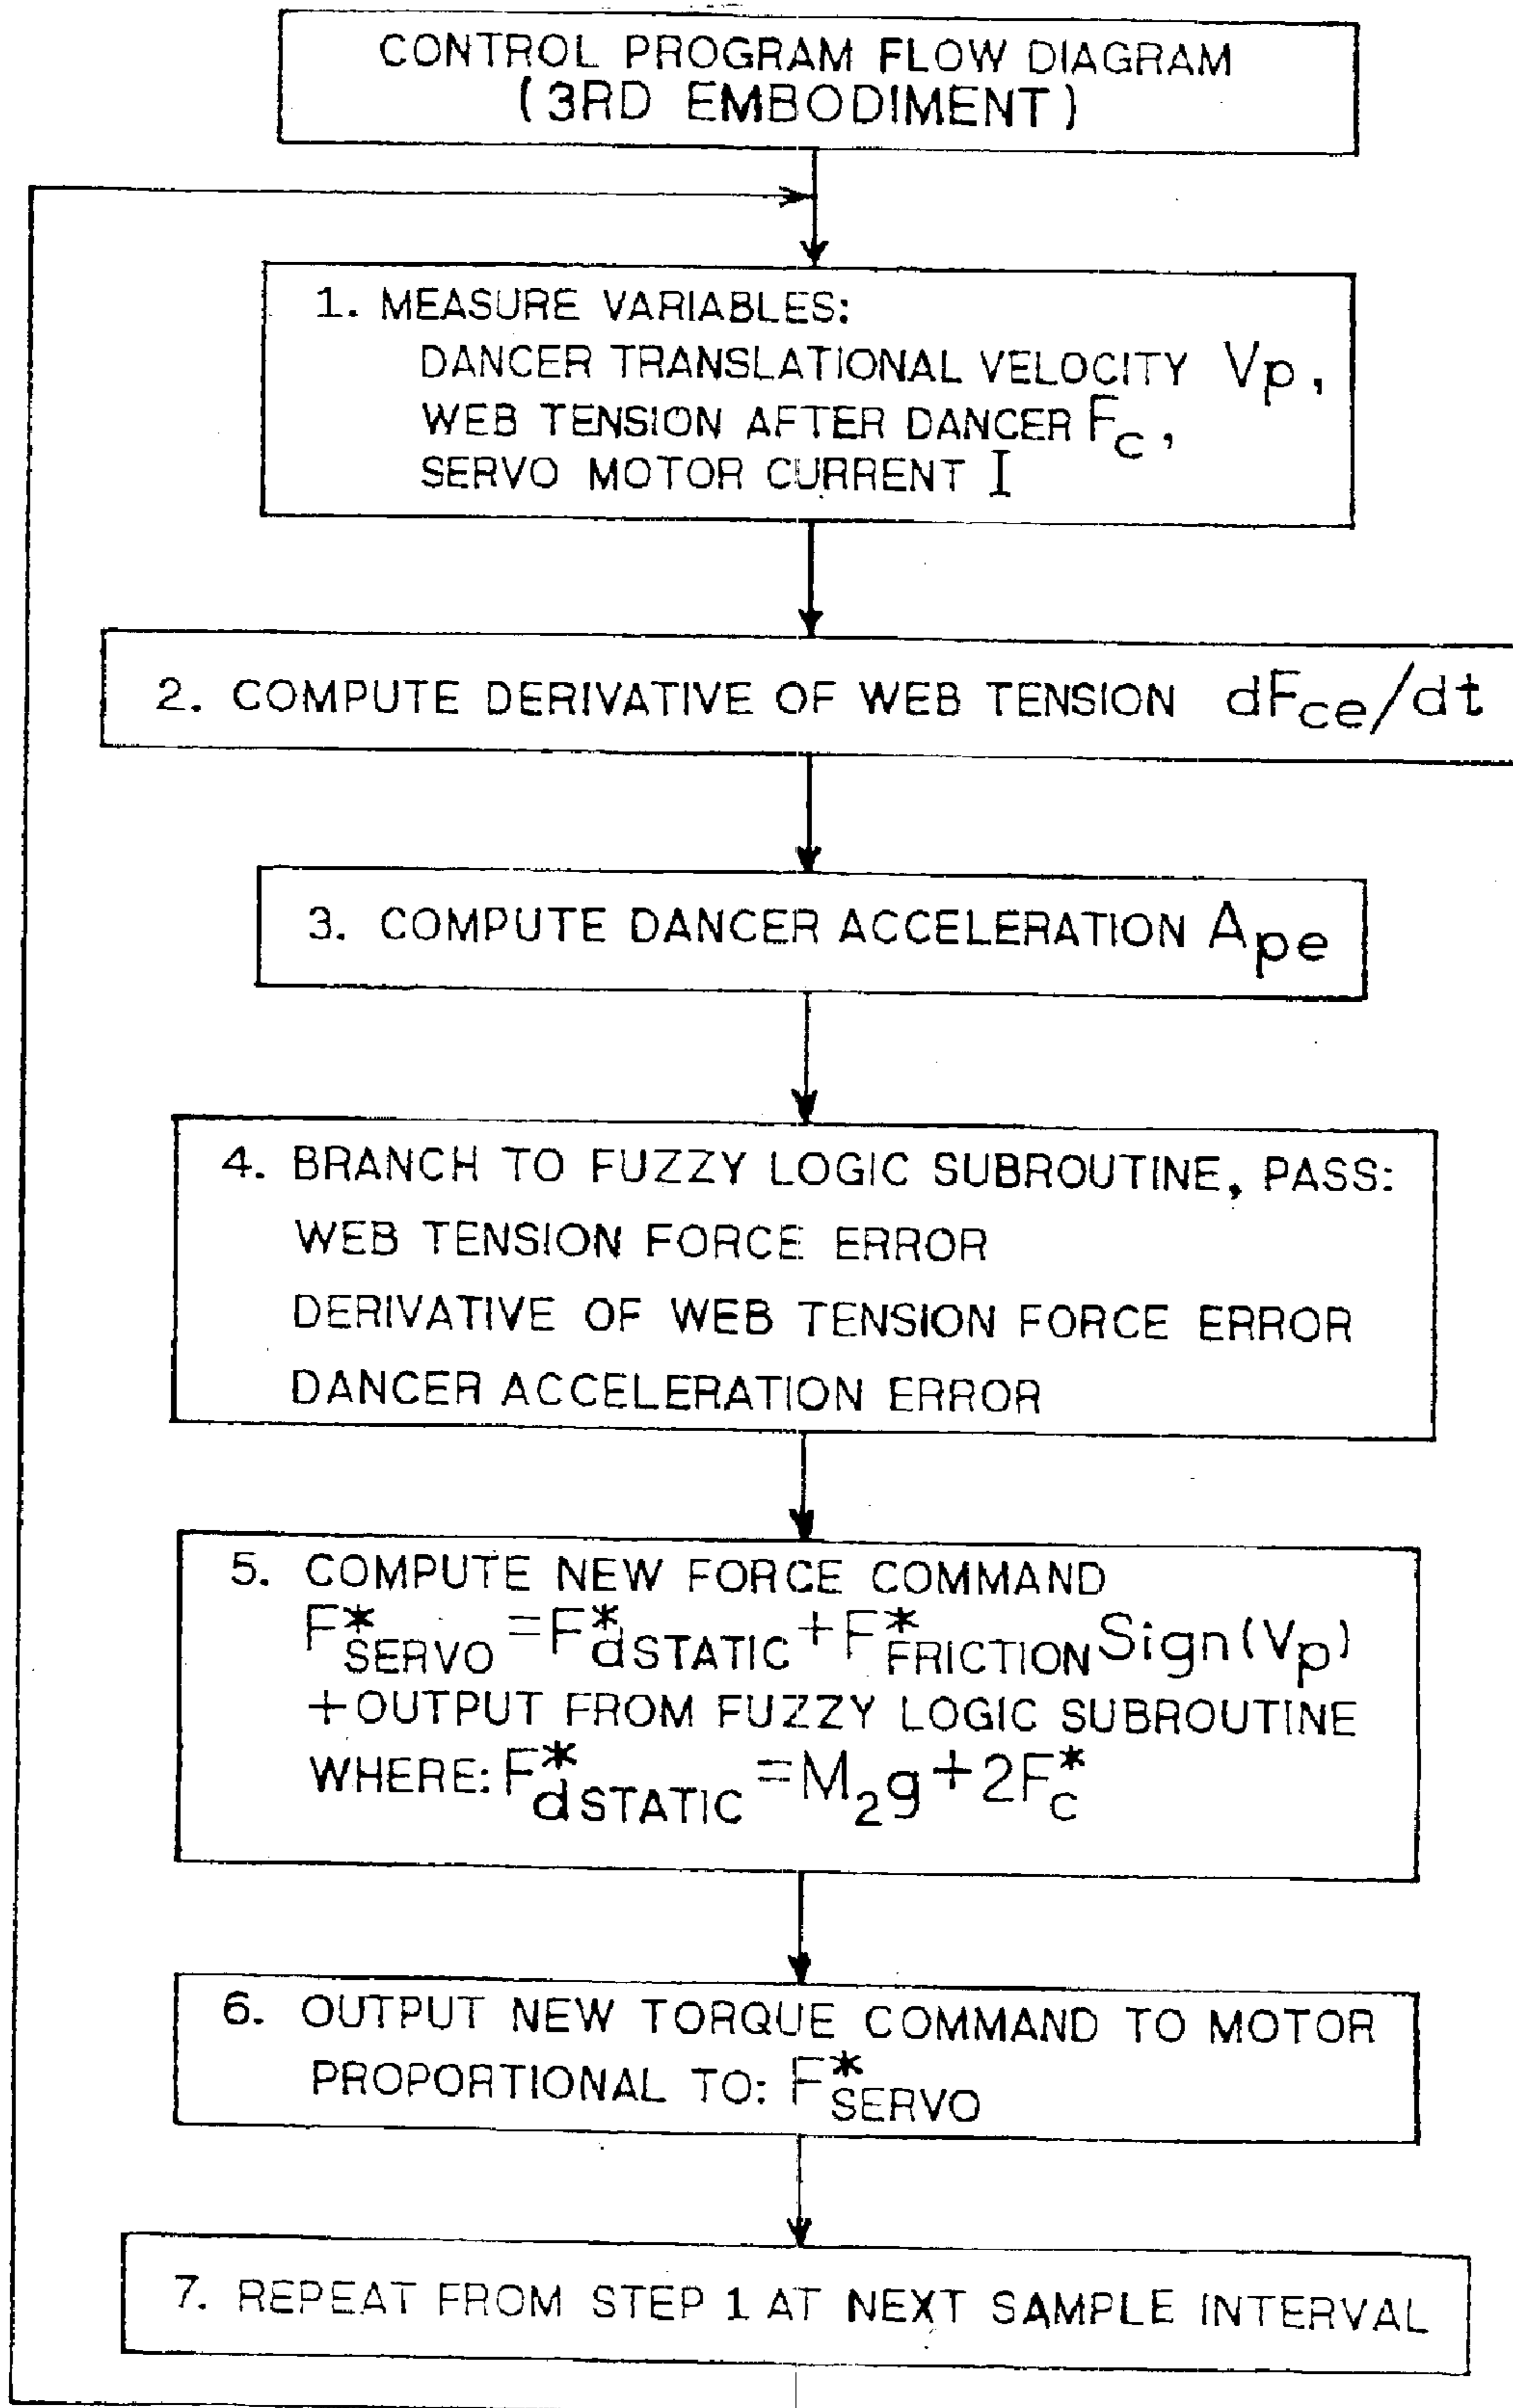 CONTROL PROGRAM FLOW DIAGRAM
(3RD EMBODIMENT)
1. MEASURE VARIABLES:
DANCER TRANSLATIONAL VELOCITY Vp,
WEB TENSION AFTER DANCER Fc,
SERVO MOTOR CURRENT I
2. COMPUTE DERIVATIVE OF WEB TENSION dFce/dt
3. COMPUTE DANCER ACCELERATION Ape
4. BRANCH TO FUZZY LOGIC SUBROUTINE, PASS:
WEB TENSION FORCE ERROR
DERIVATIVE OF WEB TENSION FORCE ERROR
DANCER ACCELERATION ERROR
5. COMPUTE NEW FORCE COMMAND
F*SERVO=F*dSTATIC+F*FRICTIONSign(Vp)
+OUTPUT FROM FUZZY LOGIC SUBROUTINE
WHERE: F*dSTATIC=M2g+2F*c
6. OUTPUT NEW TORQUE COMMAND TO MOTOR
PROPORTIONAL TO: F*SERVO
7. REPEAT FROM STEP 1 AT NEXT SAMPLE INTERVAL